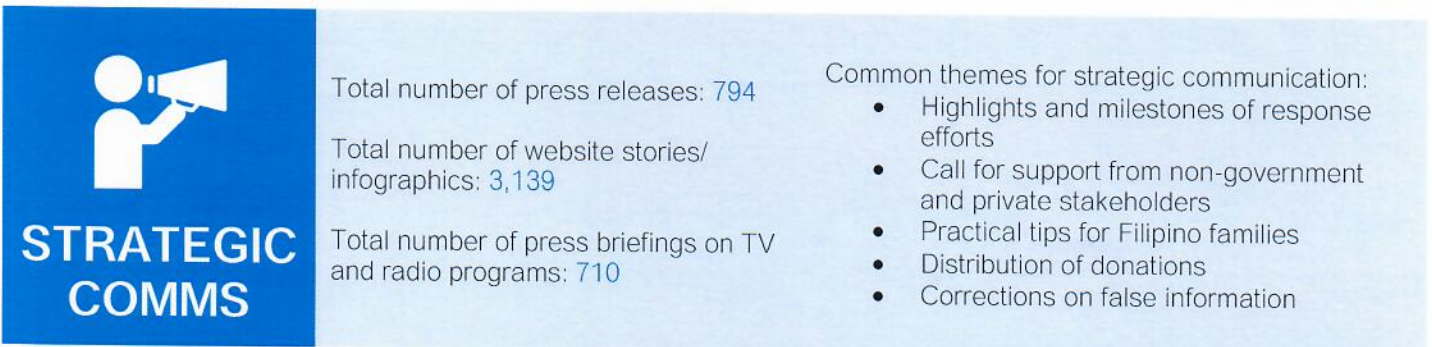 STRATEGIC
COMMS
Total number of press releases: 794
Total number of website stories/
infographics: 3,139
Total number of press briefings on TV
and radio programs: 710
Common themes for strategic communication:
• Highlights and milestones of response
efforts
• Call for support from non-government
and private stakeholders
• Practical tips for Filipino families
• Distribution of donations
• Corrections on false information